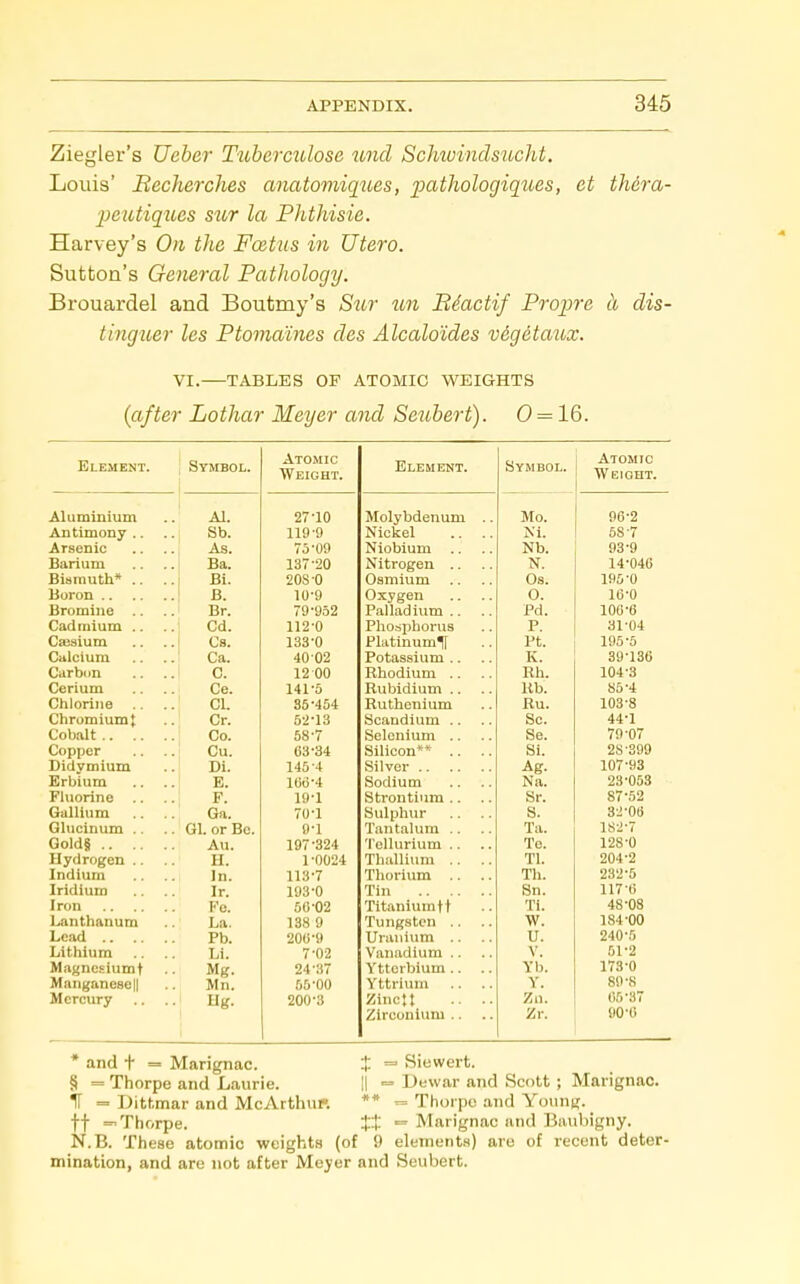 APPENDIX. 345
Ziegler's Ueber Tuberculose und Schwindsucht.
Louis' Recherches anatomiques, pathologiques, et théra-
peutiques sur la Phthisie.
Harvey's On the Fœtus in Utero.
Sutton's General Pathology.
Brouardel and Boutmy's Sur un Réactif Propre à dis-
tinguer les Ptomaïnes des Alcaloïdes végétaux.
VI.—TABLES OF ATOMIC WEIGHTS
(after Lothar Meyer and Seubert). O = 16.
Element. Symbol. Atomic Weight. Element. Symbol. Atomic Weight.
Aluminium .. Al. 27·10 Molybdenum .. Mo. 96·2
Antimony .. .. Sb. 119·9 Nickel .. .. Ni. 58·7
Arsenic .. .. As. 75·09 Niobium .. .. Nb. 93·9
Barium .. .. Ba. 137·20 Nitrogen .. .. N. 14·046
Bismuth* .. .. Bi. 208·0 Osmium .. .. Os. 195·0
Boron .. .. .. B. 10·9 Oxygen .. .. O. 16·0
Bromine .. .. Br. 79·952 Palladium .. .. Pd. 106·6
Cadmium .. .. Cd. 112·0 Phosphorus .. P. 31·04
Cæsium .. .. Cs. 133·0 Platinum¶ .. Pt. 195·5
Calcium .. .. Ca. 40·02 Potassium .. .. K. 39·136
Carbon .. .. C. 12·00 Rhodium .. .. Rh. 104·3
Cerium .. .. Ce. 141·5 Rubidium .. .. Rb. 85·4
Chlorine .. .. Cl. 35·454 Ruthenium .. Ru. 103·8
Chromium‡ .. Cr. 52·13 Scandium .. .. Sc. 44·1
Cobalt .. .. .. Co. 58·7 Selenium .. .. Se. 79·07
Copper .. .. Cu. 63·34 Silicon** .. .. Si. 28·399
Didymium .. Di. 145·4 Silver .. .. .. Ag. 107·93
Erbium .. .. E. 166·4 Sodium .. .. Na. 23·053
Fluorine .. .. F. 19·1 Strontium .. .. Sr. 87·52
Gallium .. .. Ga. 70·1 Sulphur .. .. S. 32·06
Glucinum .. .. Gl. or Be. 9·1 Tantalum .. .. Ta. 182·7
Gold§ .. .. .. Au. 197·324 Tellurium .. .. Te. 128·0
Hydrogen .. .. H. 1·0024 Thallium .. .. Tl. 204·2
Indium .. .. In. 113·7 Thorium .. .. Th. 232·5
Iridium .. .. Ir. 193·0 Tin .. .. .. Sn. 117·6
Iron .. .. .. Fe. 56·02 Titanium†† .. Ti. 48·08
Lanthanum .. La. 138·9 Tungsten .. .. W. 184·00
Lead .. .. .. Pb. 206·9 Uranium .. .. U. 240·5
Lithium .. .. Li. 7·02 Vanadium .. .. V. 51·2
Magnesium† .. Mg. 24·37 Ytterbium .. .. Yb. 173·0
Manganese|| .. Mn. 55·00 Yttrium .. .. Y. 89·8
Mercury .. .. Hg. 200·3 Zinc‡‡ .. .. Zn. 65·37
Zirconium .. .. Zr. 90·6
* and † = Marignac. ‡ = Siewert.
§ = Thorpe and Laurie. || = Dewar and Scott ; Marignac.
¶ = Dittmar and McArthur. ** = Thorpe and Young.
†† = Thorpe. ‡‡ = Marignac and Baubigny.
N.B. These atomic weights (of 9 elements) are of recent deter-
mination, and are not after Meyer and Seubert.